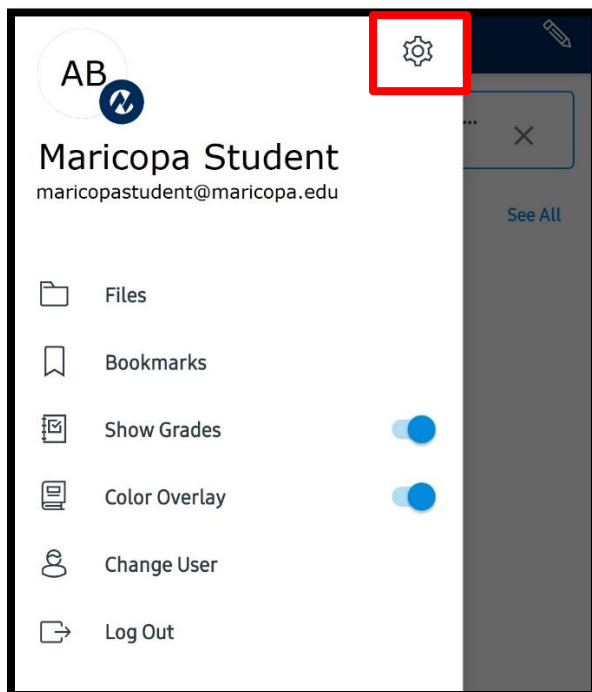 AB
Maricopa Student
maricopastudent@maricopa.edu
...
See All
Files
Bookmarks
Show Grades
Color Overlay
Change User
Log Out